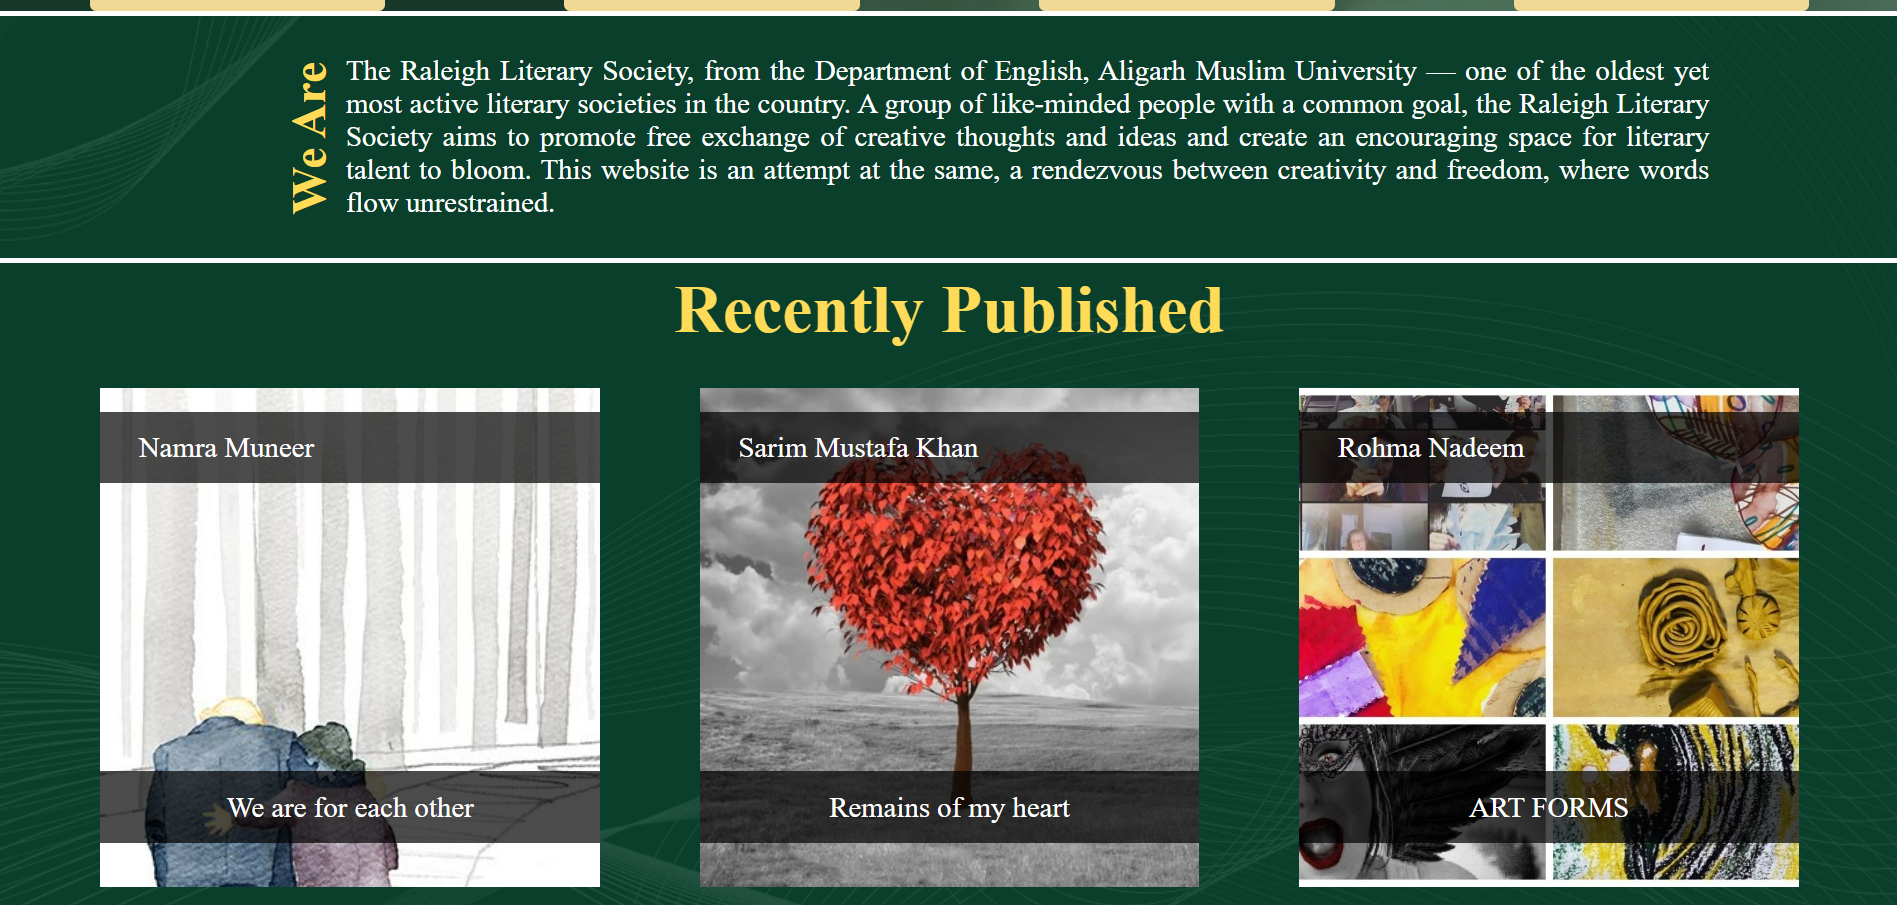 We Are
The Raleigh Literary Society, from the Department of English, Aligarh Muslim University — one of the oldest yet
most active literary societies in the country. A group of like-minded people with a common goal, the Raleigh Literary
Society aims to promote free exchange of creative thoughts and ideas and create an encouraging space for literary
talent to bloom. This website is an attempt at the same, a rendezvous between creativity and freedom, where words
flow unrestrained.
Recently Published
Namra Muneer
We are for each other
Sarim Mustafa Khan
Remains of my heart
Rohma Nadeem
ART FORMS